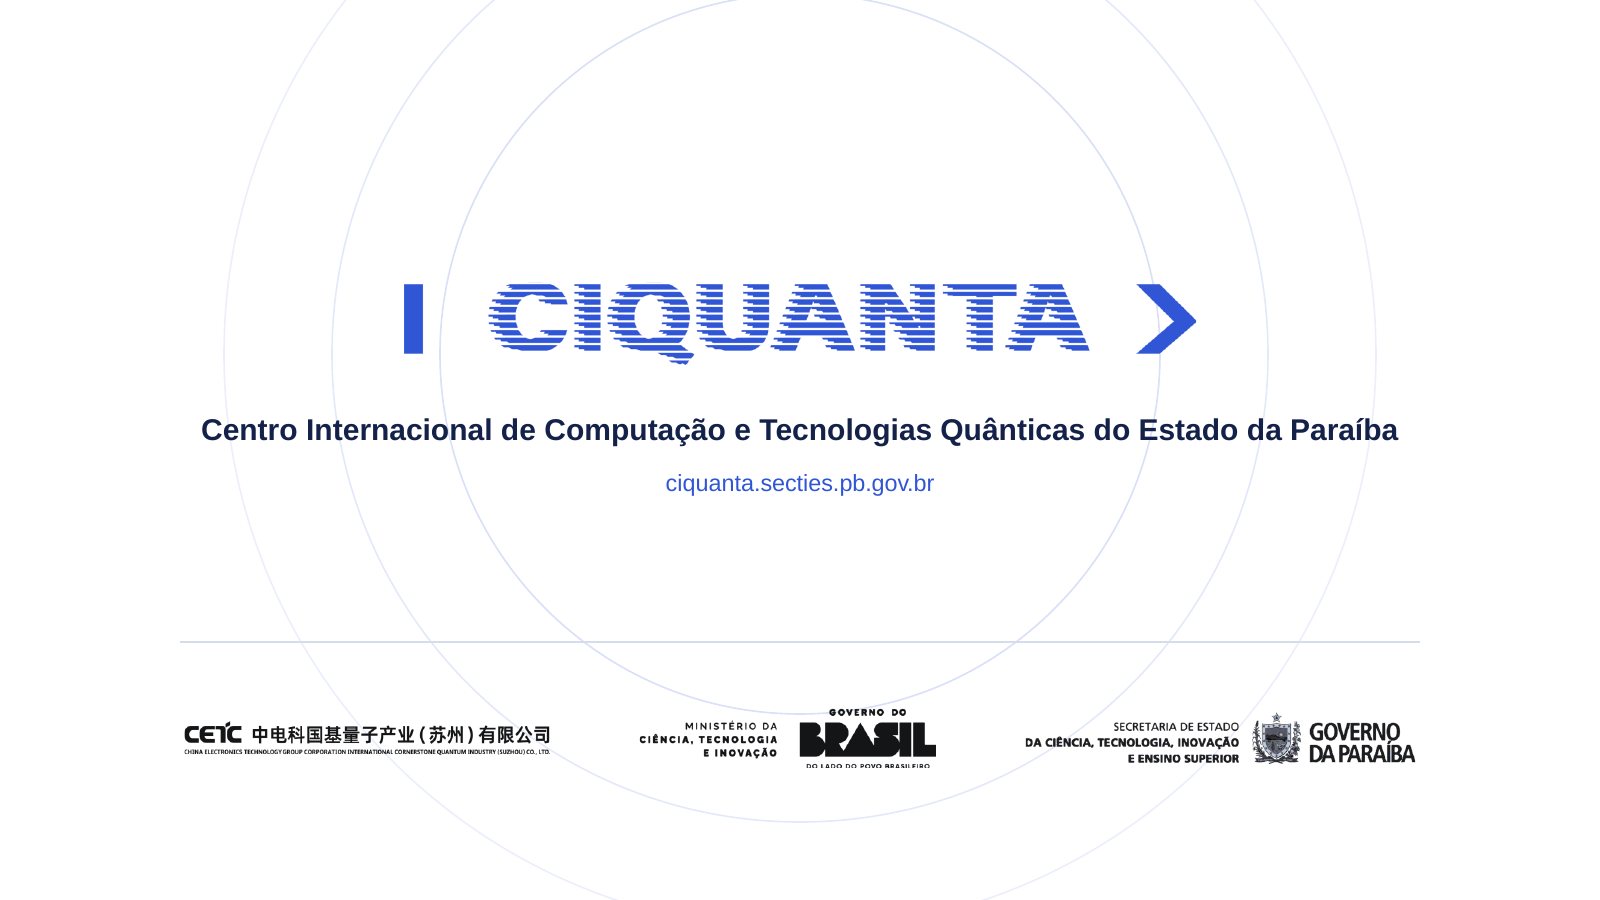 | CIQUANTA >
Centro Internacional de Computação e Tecnologias Quânticas do Estado da Paraíba
ciquanta.secties.pb.gov.br
CETC 中电科国基量子产业(苏州)有限公司
CHINA ELECTRONICS TECHNOLOGY GROUP CORPORATION INTERNATIONAL CORNERSTONE QUANTUM INDUSTRY (SUZHOU) CO., LTD.
MINISTÉRIO DA
CIÊNCIA, TECNOLOGIA
E INOVAÇÃO
GOVERNO DO
BRASIL
DO LADO DO POVO BRASILEIRO
SECRETARIA DE ESTADO
DA CIÊNCIA, TECNOLOGIA, INOVAÇÃO
E ENSINO SUPERIOR
GOVERNO
DA PARAÍBA